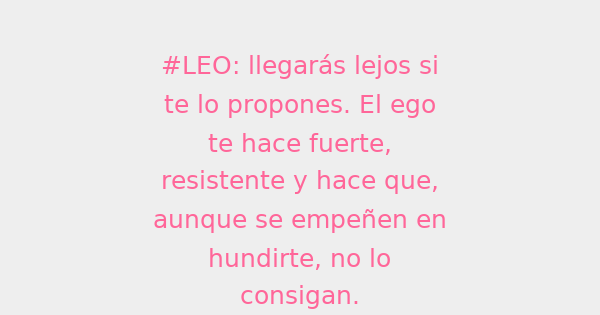 #LEO: llegarás lejos si
te lo propones. El ego
te hace fuerte,
resistente y hace que,
aunque se empeñen en
hundirte, no lo
consigan.